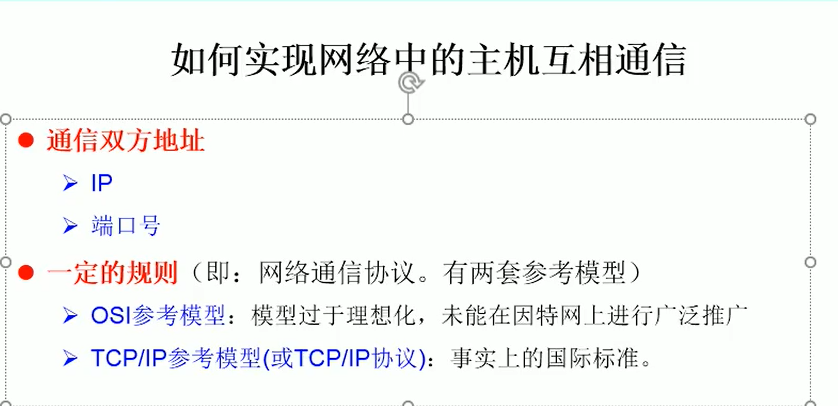 如何实现网络中的主机互相通信
通信双方地址
IP
端口号
一定的规则（即：网络通信协议。有两套参考模型）
OSI参考模型：模型过于理想化，未能在因特网上进行广泛推广
TCP/IP参考模型(或TCP/IP协议)：事实上的国际标准。